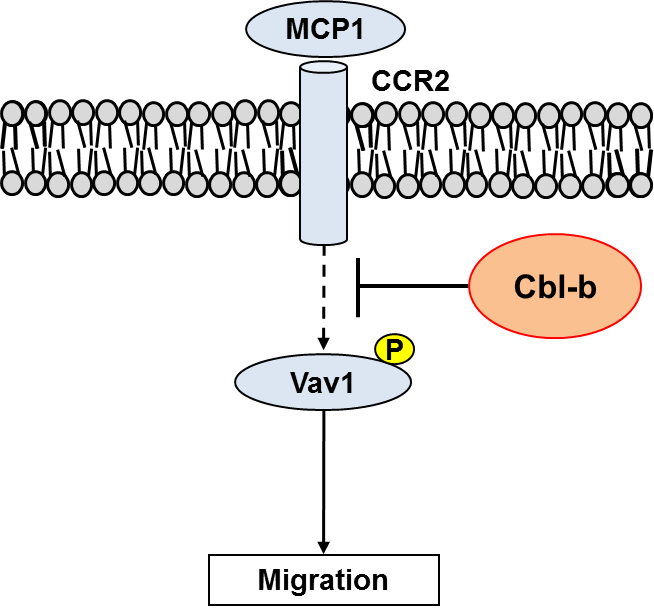 MCP1
CCR2
Cbl-b
P
Vav1
Migration